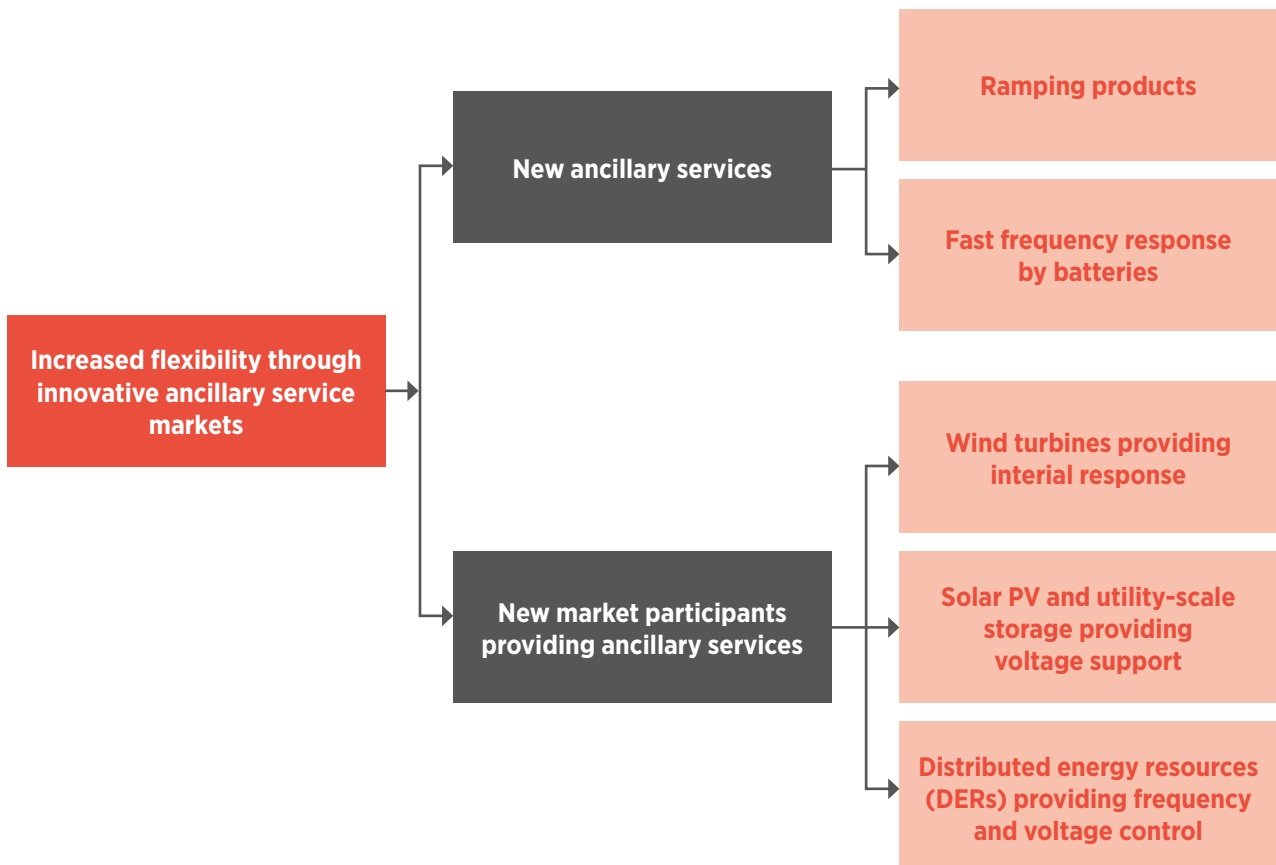 Increased flexibility through
innovative ancillary service
markets
New ancillary services
Ramping products
Fast frequency response
by batteries
New market participants
providing ancillary services
Wind turbines providing
interial response
Solar PV and utility-scale
storage providing
voltage support
Distributed energy resources
(DERs) providing frequency
and voltage control